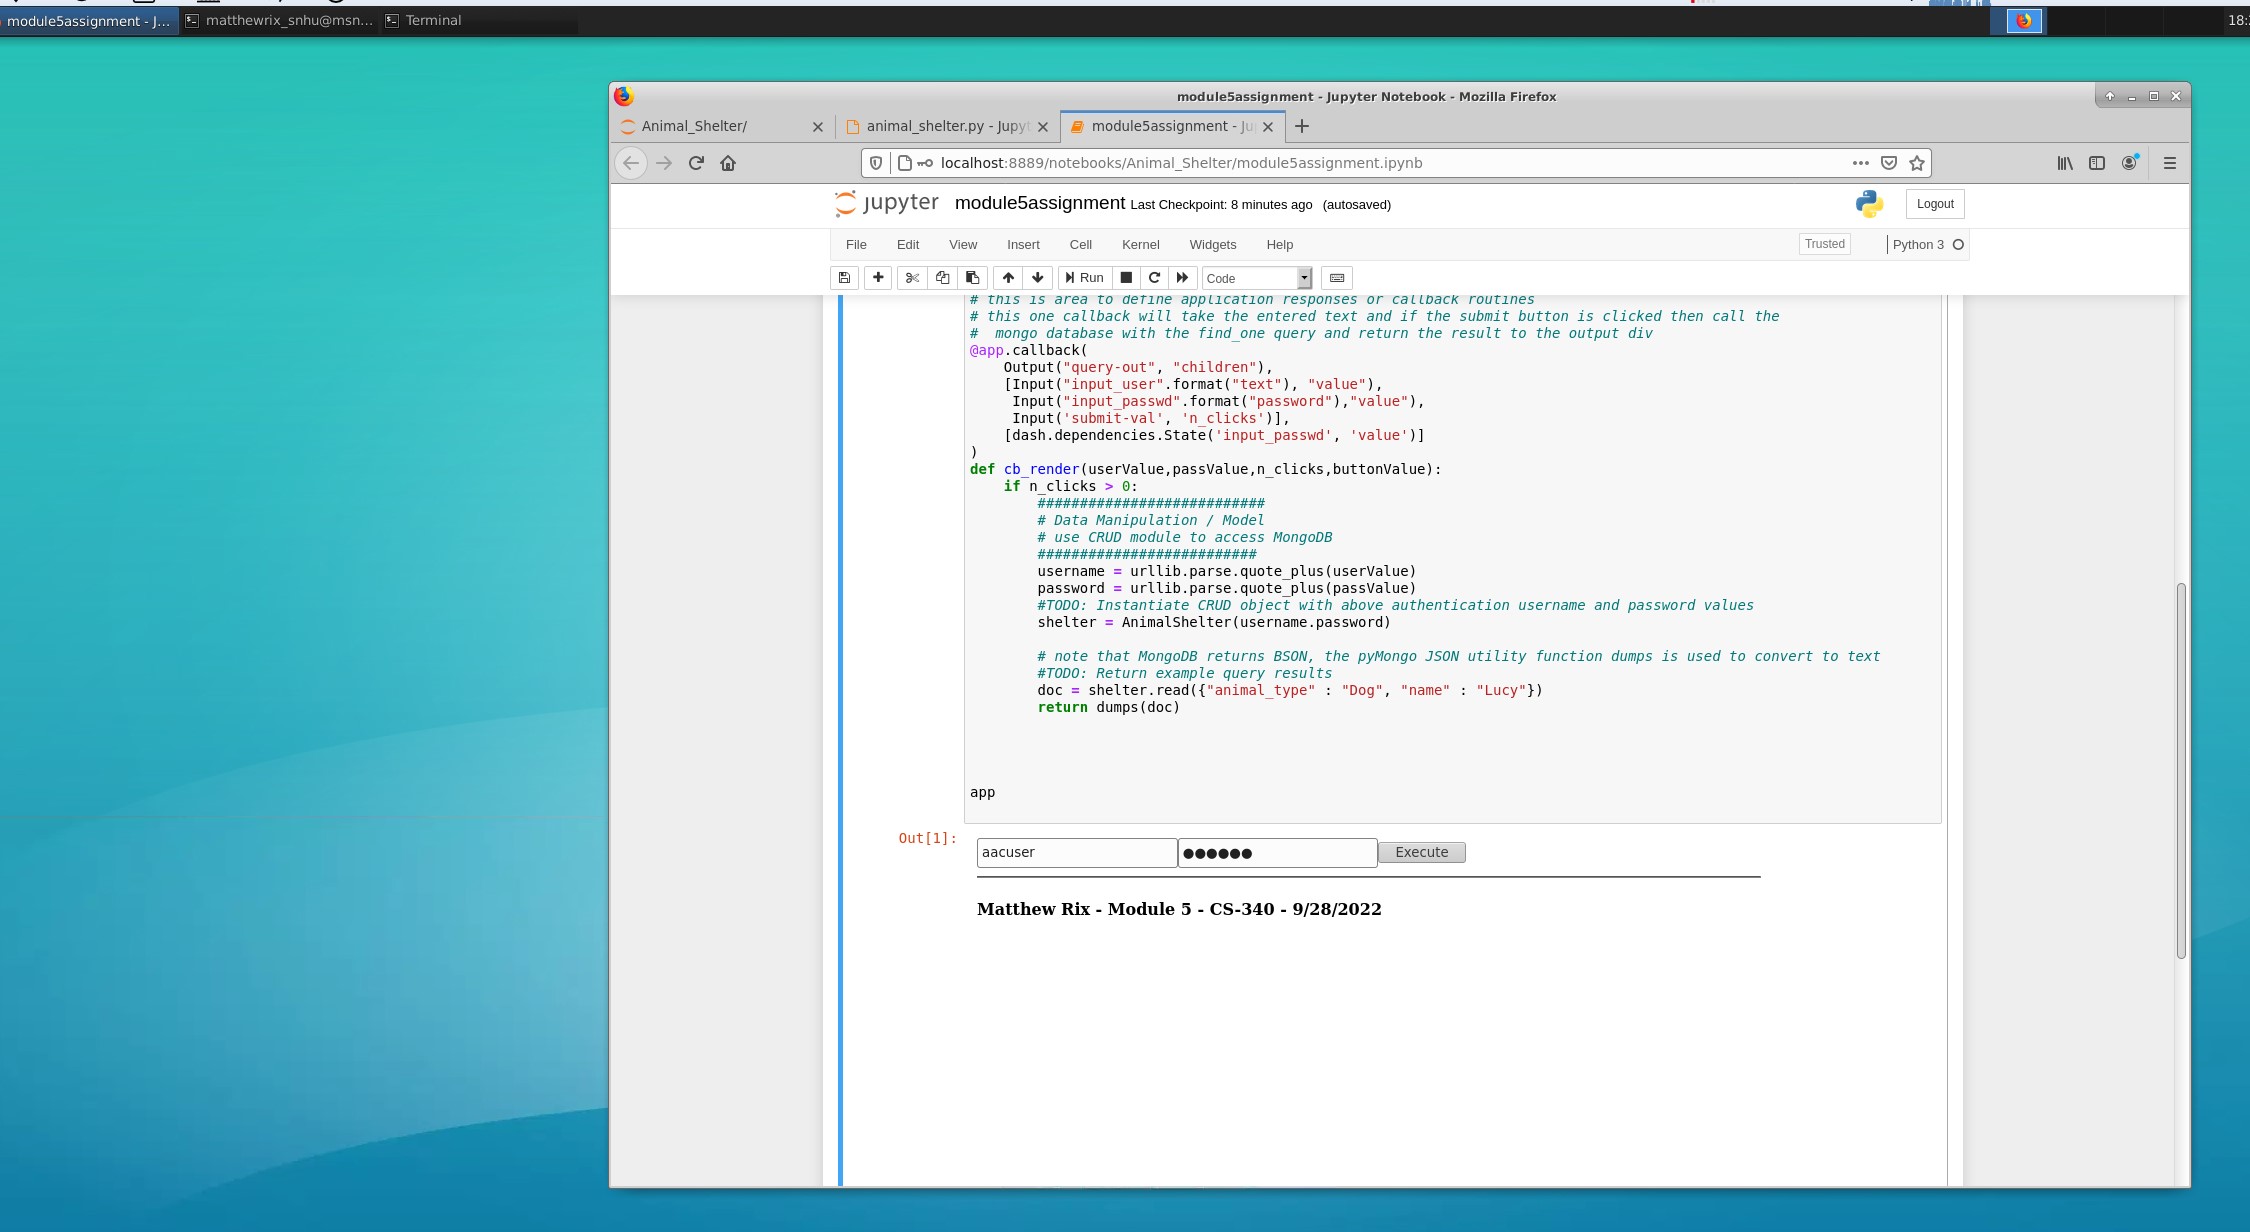 module5assignment - J...
matthewrix_snhu@msn...
Terminal
18:
module5assignment - Jupyter Notebook - Mozilla Firefox
Animal_Shelter/
animal_shelter.py - Jupyt
module5assignment - Ju
localhost:8889/notebooks/Animal_Shelter/module5assignment.ipynb
jupyter module5assignment Last Checkpoint: 8 minutes ago (autosaved)
Logout
File Edit View Insert Cell Kernel Widgets Help
Trusted
Python 3
Run
Code
# this is area to define application responses or callback routines
# this one callback will take the entered text and if the submit button is clicked then call the
#  mongo database with the find_one query and return the result to the output div
@app.callback(
    Output("query-out", "children"),
    [Input("input_user".format("text"), "value"),
     Input("input_passwd".format("password"),"value"),
     Input('submit-val', 'n_clicks')],
    [dash.dependencies.State('input_passwd', 'value')]
)
def cb_render(userValue,passValue,n_clicks,buttonValue):
    if n_clicks > 0:
        ###########################
        # Data Manipulation / Model
        # use CRUD module to access MongoDB
        ##########################
        username = urllib.parse.quote_plus(userValue)
        password = urllib.parse.quote_plus(passValue)
        #TODO: Instantiate CRUD object with above authentication username and password values
        shelter = AnimalShelter(username.password)
        # note that MongoDB returns BSON, the pyMongo JSON utility function dumps is used to convert to text
        #TODO: Return example query results
        doc = shelter.read({"animal_type" : "Dog", "name" : "Lucy"})
        return dumps(doc)
app
Out[1]:
aacuser
●●●●●●
Execute
Matthew Rix - Module 5 - CS-340 - 9/28/2022